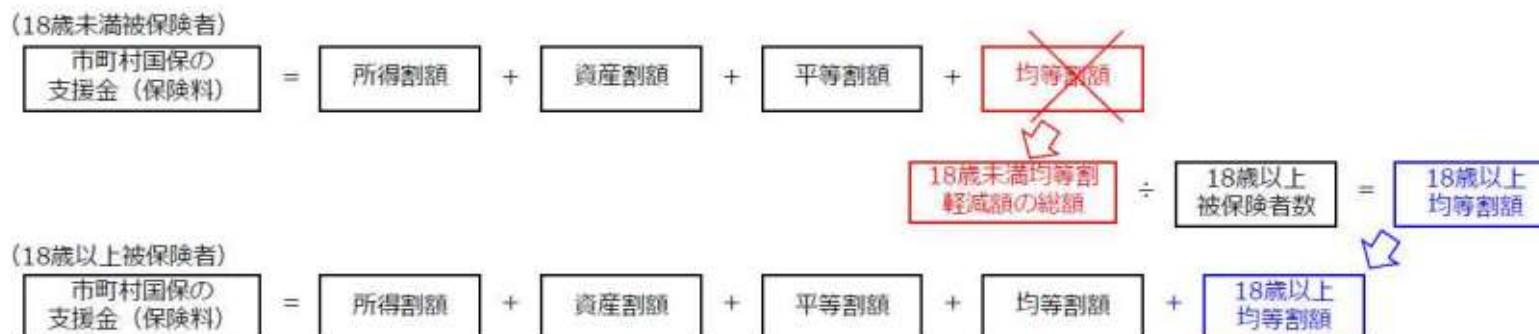 （18歳未満被保険者）
市町村国保の
支援金（保険料）
=
所得割額
+
資産割額
+
平等割額
+
均等割額
18歳未満均等割
軽減額の総額
÷
18歳以上
被保険者数
=
18歳以上
均等割額
（18歳以上被保険者）
市町村国保の
支援金（保険料）
=
所得割額
+
資産割額
+
平等割額
+
均等割額
+
18歳以上
均等割額